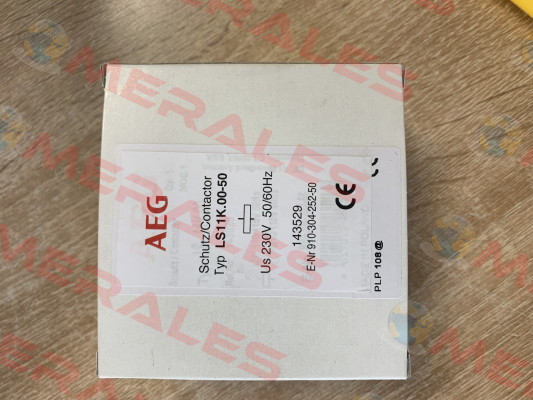 AEG
Schutz/Contactor
Typ LS11K.00-50
Us 230V 50/60Hz
143529
E-Nr 910-304-252-50
CE
PLP 108@
MERALES
MERALES
MERALES